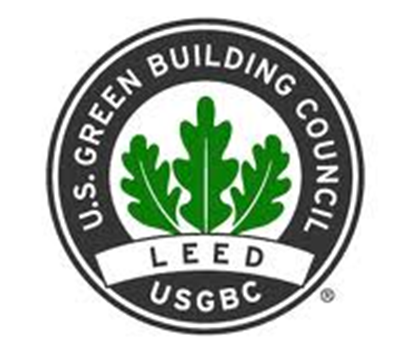 U.S. GREEN BUILDING COUNCIL
LEED
USGBC
®